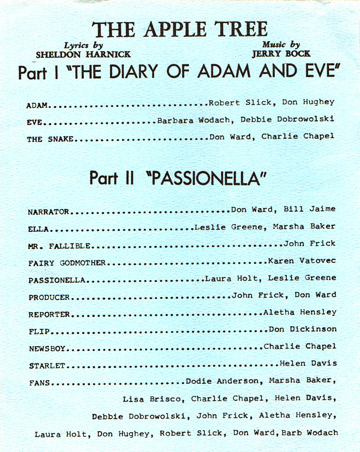 THE APPLE TREE
Lyrics by Music by
SHELDON HARNICK JERRY BOCK
Part I "THE DIARY OF ADAM AND EVE"
ADAM................................Robert Slick, Don Hughey
EVE......................Barbara Wodach, Debbie Dobrowolski
THE SNAKE...........................Don Ward, Charlie Chapel
Part II "PASSIONELLA"
NARRATOR................................Don Ward, Bill Jaime
ELLA.............................Leslie Greene, Marsha Baker
MR. FALLIBLE......................................John Frick
FAIRY GODMOTHER................................Karen Vatovec
PASSIONELLA.......................Laura Holt, Leslie Greene
PRODUCER................................John Frick, Don Ward
REPORTER......................................Aletha Hensley
FLIP...........................................Don Dickinson
NEWSBOY.......................................Charlie Chapel
STARLET..........................................Helen Davis
FANS..........................Dodie Anderson, Marsha Baker,
Lisa Brisco, Charlie Chapel, Helen Davis,
Debbie Dobrowolski, John Frick, Aletha Hensley,
Laura Holt, Don Hughey, Robert Slick, Don Ward, Barb Wodach